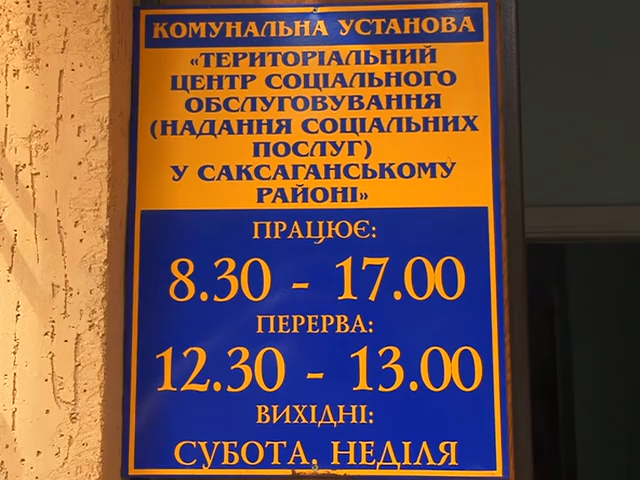 КОМУНАЛЬНА УСТАНОВА
«ТЕРИТОРІАЛЬНИЙ
ЦЕНТР СОЦІАЛЬНОГО
ОБСЛУГОВУВАННЯ
(НАДАННЯ СОЦІАЛЬНИХ
ПОСЛУГ)
У САКСАГАНСЬКОМУ
РАЙОНІ»
ПРАЦЮЄ:
8.30 - 17.00
ПЕРЕРВА:
12.30 - 13.00
ВИХІДНІ:
СУБОТА, НЕДІЛЯ